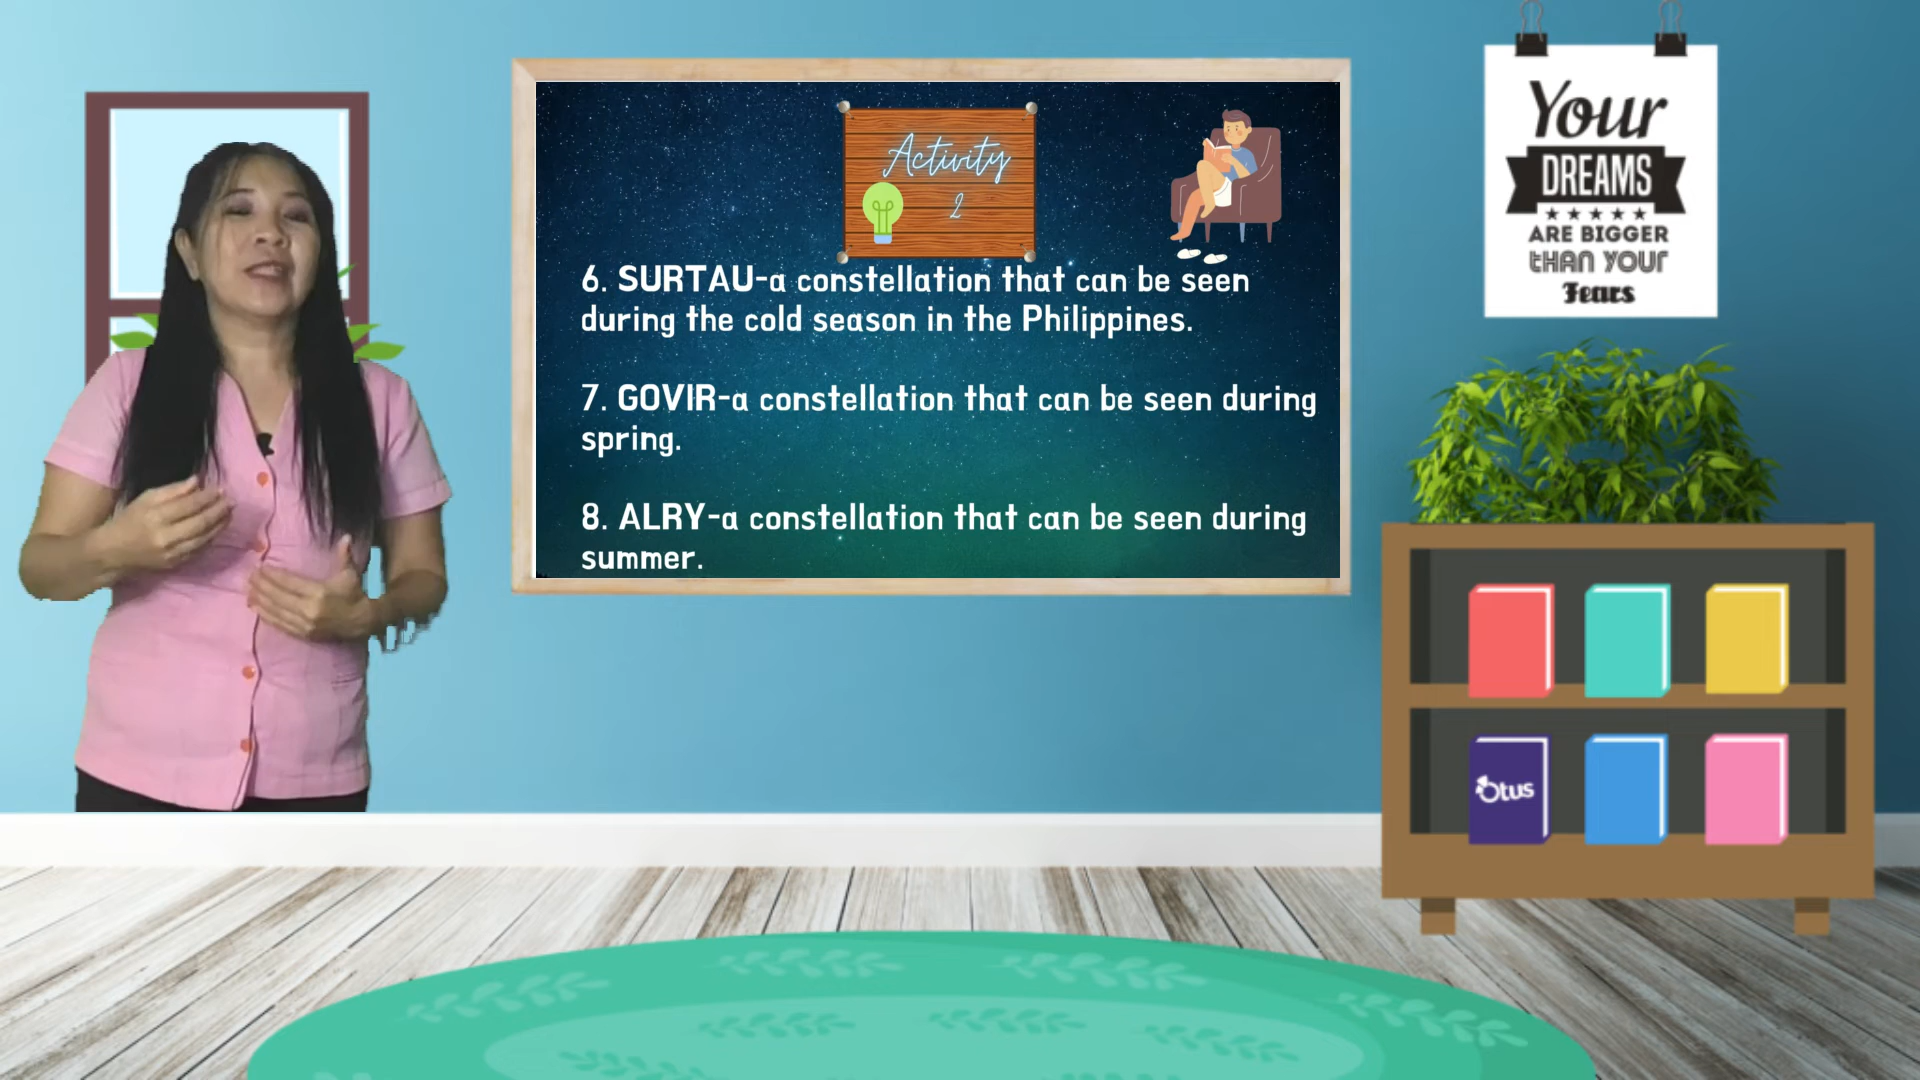 Activity
2
6. SURTAU-a constellation that can be seen
during the cold season in the Philippines.
7. GOVIR-a constellation that can be seen during
spring.
8. ALRY-a constellation that can be seen during
summer.
Your
DREAMS
ARE BIGGER
THAN YOUR
Fears
Otus